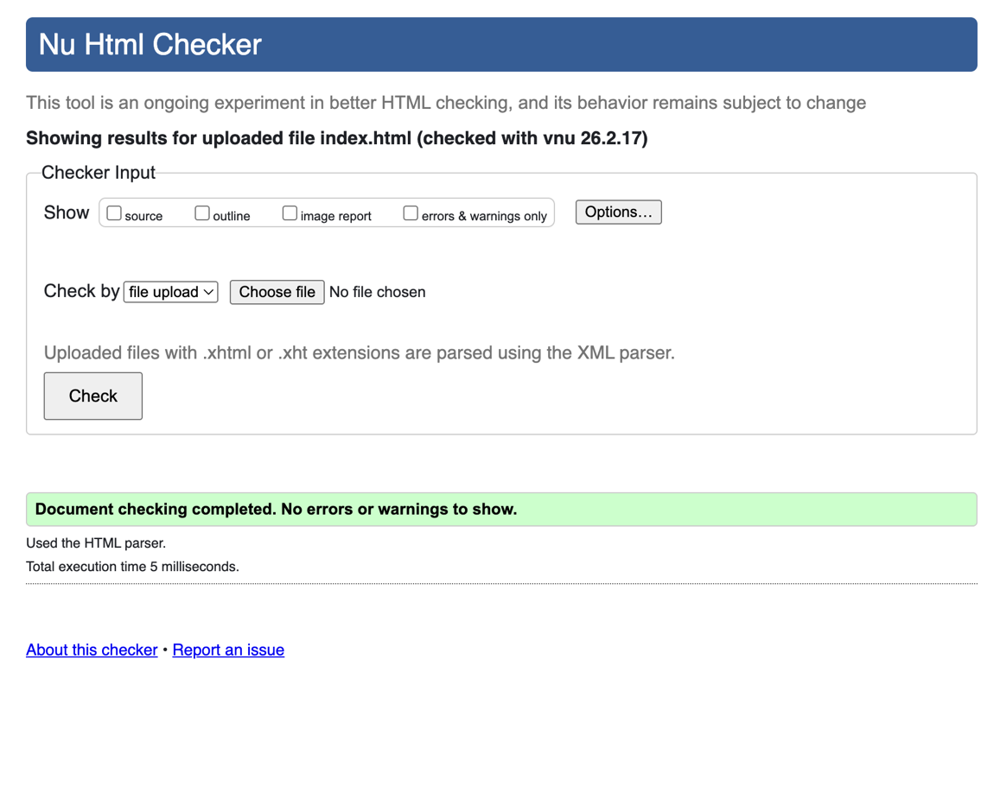 Nu Html Checker
This tool is an ongoing experiment in better HTML checking, and its behavior remains subject to change
Showing results for uploaded file index.html (checked with vnu 26.2.17)
Checker Input
Show source outline image report errors & warnings only Options…
Check by file upload Choose file No file chosen
Uploaded files with .xhtml or .xht extensions are parsed using the XML parser.
Check
Document checking completed. No errors or warnings to show.
Used the HTML parser.
Total execution time 5 milliseconds.
About this checker • Report an issue